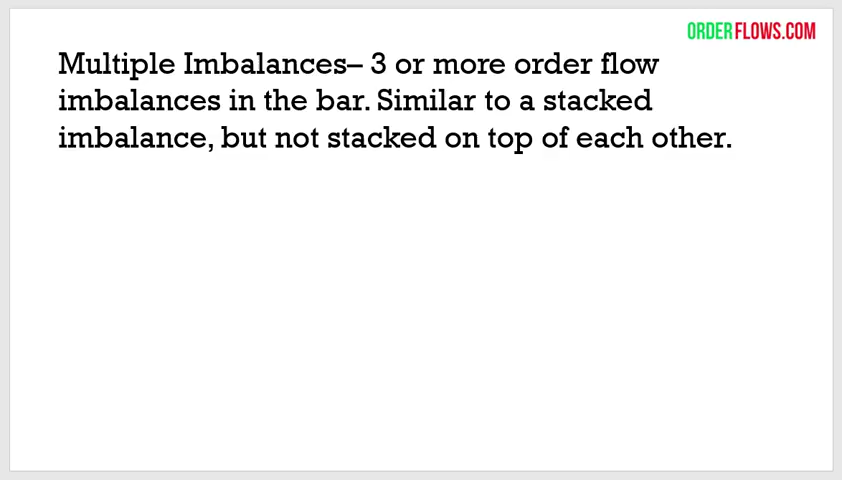 ORDERFLOWS.COM
Multiple Imbalances– 3 or more order flow
imbalances in the bar. Similar to a stacked
imbalance, but not stacked on top of each other.